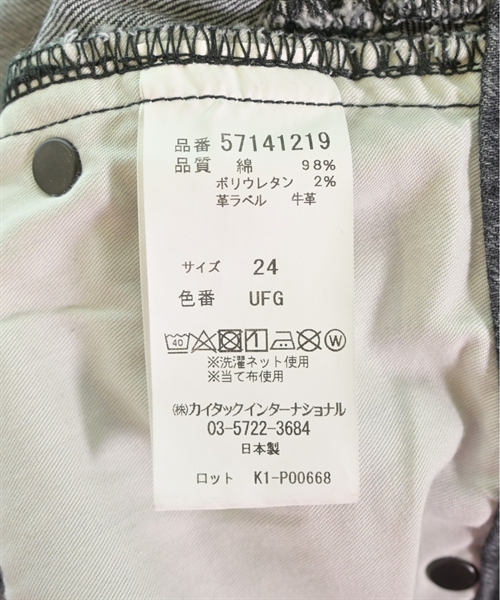 品番 57141219
品質 綿 98%
ポリウレタン 2%
革ラベル 牛革
サイズ 24
色番 UFG
40 W
※洗濯ネット使用
※当て布使用
㈱カイタックインターナショナル
03-5722-3684
日本製
ロット K1-P00668